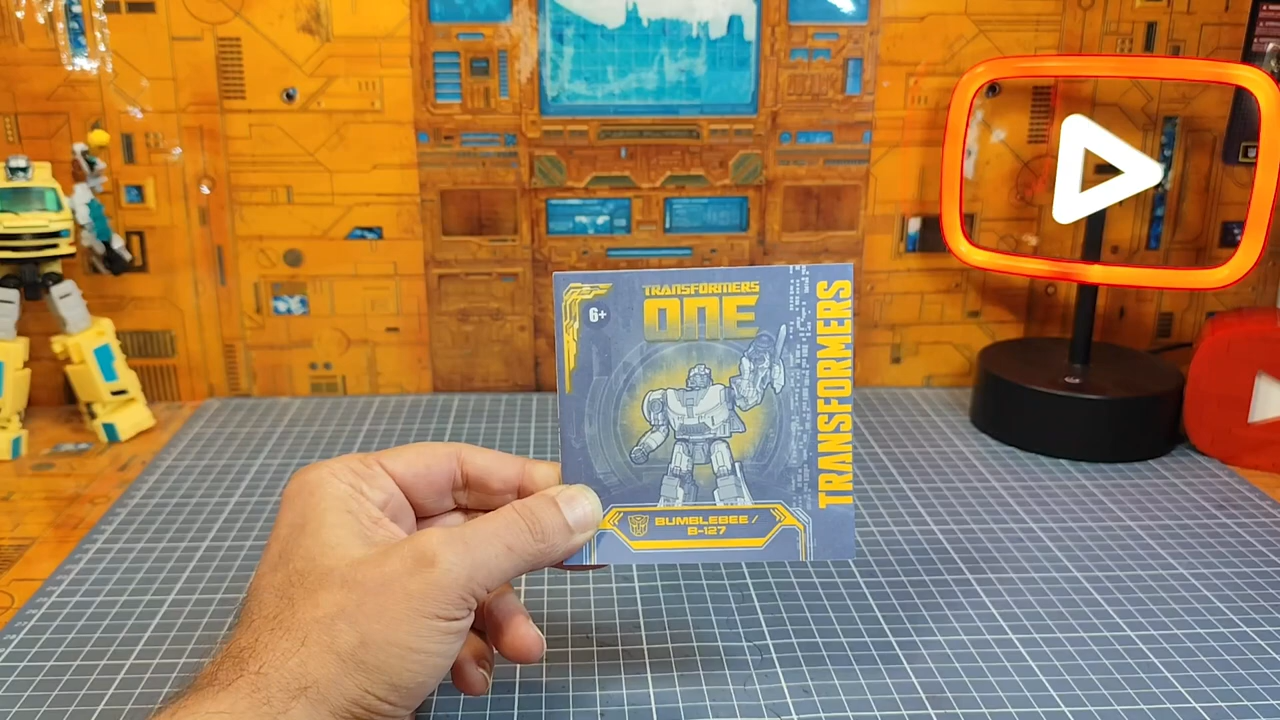 6+
TRANSFORMERS
ONE
TRANSFORMERS
BUMBLEBEE /
B-127